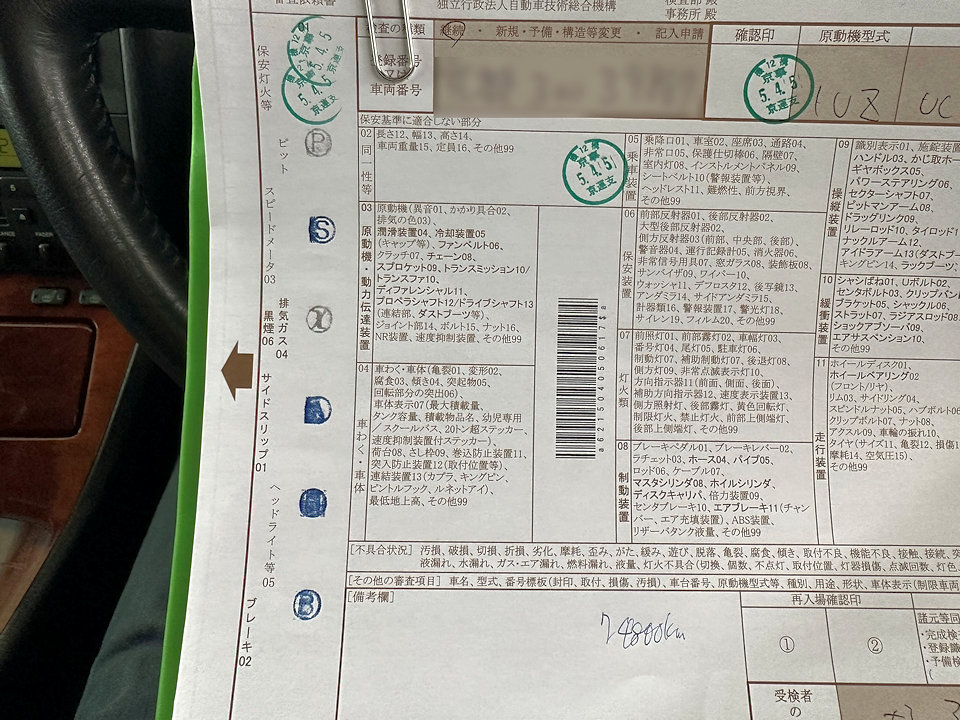 独立行政法人自動車技術総合機構
事務所 殿
検査の種類
継続 ・ 新規・予備・構造等変更 ・ 記入申請
確認印
原動機型式
登録番号
又は
車両番号
5.4.5
京運支
1UZ
保安基準に適合しない部分
02 同一性等
長さ12、幅13、高さ14、
車両重量15、定員16、その他99
5.4.5
京運支
03 原動機・動力伝達装置
原動機(異音01、かかり具合02、
排気の色03)
潤滑装置04、冷却装置05
(キャップ等)、ファンベルト06、
クラッチ07、チェーン08、
スプロケット09、トランスミッション10/
トランスファ10、
ディファレンシャル11、
プロペラシャフト12/ドライブシャフト13
(連結部、ダストブーツ等)、
ジョイント部14、ボルト15、ナット16、
NR装置、速度抑制装置、その他99
04 車わく・車体
車わく・車体(亀裂01、変形02、
腐食03、傾き04、突起物05、
回転部分の突出06)
車体表示07(最大積載量、
タンク容量、積載物品名、幼児専用
/スクールバス、20トン超ステッカー、
速度抑制装置付ステッカー)、
荷台08、さし枠09、巻込防止装置11、
突入防止装置12(取付位置等)、
連結装置13(カプラ、キングピン、
ピントルフック、ルネットアイ)、
最低地上高、その他99
05 乗車装置
乗降口01、車室02、座席03、通路04、
非常口05、保護仕切棒06、隔壁07、
室内灯08、インストルメントパネル09、
シートベルト10(警報装置等)、
ヘッドレスト11、難燃性、前方視界、
その他99
06 保安装置
前部反射器01、後部反射器02、
大型後部反射器02、
側方反射器03(前部、中央部、後部)、
警音器04、運行記録計05、消火器06、
非常信号用具07、窓ガラス08、装飾板08、
サンバイザ09、ワイパー10、
ウォッシャ11、デフロスタ12、後写鏡13、
アンダミラ14、サイドアンダミラ15、
計器類16、警報装置17、警光灯18、
サイレン19、フィルム20、その他99
07 灯火類
前照灯01、前部霧灯02、車幅灯03、
番号灯04、尾灯05、駐車灯06、
制動灯07、補助制動灯07、後退灯08、
側方灯09、非常点滅表示灯10、
方向指示器11(前面、側面、後面)、
補助方向指示器12、速度表示装置13、
側方照射灯、後部霧灯、黄色回転灯、
制限灯火、禁止灯火、前部上側端灯、
後部上側端灯、その他99
08 制動装置
ブレーキペダル01、ブレーキレバー02、
ラチェット03、ホース04、パイプ05、
ロッド06、ケーブル07、
マスタシリンダ08、ホイルシリンダ、
ディスクキャリパ、倍力装置09、
センタブレーキ10、エアブレーキ11(チャン
バー、エア充填装置)、ABS装置、
リザーバタンク液量、その他99
09 操縦装置
識別表示01、施錠装置
ハンドル03、かじ取ホー
ギヤボックス05、
パワーステアリング06、
セクターシャフト07、
ピットマンアーム08、
ドラッグリンク09、
リレーロッド10、タイロッド1
ナックルアーム12、
アイドラアーム13(ダストブー
キングピン14、ラックブーツ、
10 緩衝装置
シャシばね01、Uボルト02、
センタボルト03、クリップバン
ブラケット05、シャックル06、
ストラット07、ラジアスロッド08
ショックアブソーバ09、
エアサスペンション10、
その他99
11 走行装置
ホイールディスク01、
ホイールベアリング02
(フロント/リヤ)、
リム03、サイドリング04、
スピンドルナット05、ハブボルト06
クリップボルト07、ナット08
アクスル09、車輪の振れ10、
タイヤ(サイズ11、亀裂12、損傷1
摩耗14、空気圧15)、
その他99
[不具合状況] 汚損、破損、切損、折損、劣化、摩耗、歪み、がた、緩み、遊び、脱落、亀裂、腐食、傾き、取付不良、機能不良、接触、接続、突
液漏れ、水漏れ、ガス・エア漏れ、燃料漏れ、液量、灯火不具合(切換、個数、不点灯、取付位置、灯器損傷、点滅回数、灯色
[その他の審査項目] 車名、型式、番号標板(封印、取付、損傷、汚損)、車台番号、原動機型式等、種別、用途、形状、車体表示(制限車両
[備考欄]
74800km
再入場確認印
①
②
諸元等回
・完成検
・登録識
・予備検
受検者
の
保安灯火等
ピット
スピードメータ03
排気ガス04
黒煙06
サイドスリップ01
ヘッドライト等05
ブレーキ02
P
S
B